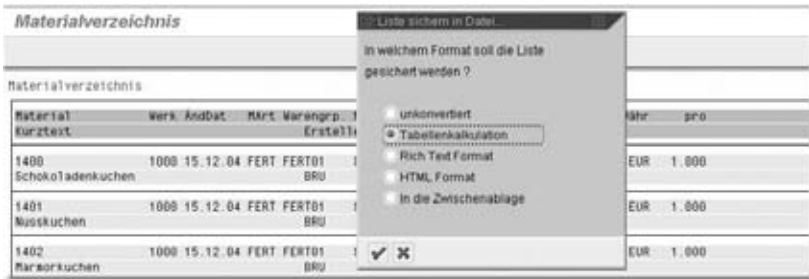 Materialverzeichnis
Liste sichern in Datei...
In welchem Format soll die Liste
gesichert werden ?
unkonvertiert
Tabellenkalkulation
Rich Text Format
HTML Format
In die Zwischenablage
Materialverzeichnis
Material Werk ÄndDat MArt Warengrp. pro
Kurztext Erstelle
1400 1000 15.12.04 FERT FERT01 EUR 1.000
Schokoladenkuchen BRU
1401 1000 15.12.04 FERT FERT01 EUR 1.000
Nusskuchen BRU
1402 1000 15.12.04 FERT FERT01 EUR 1.000
Marmorkuchen BRU